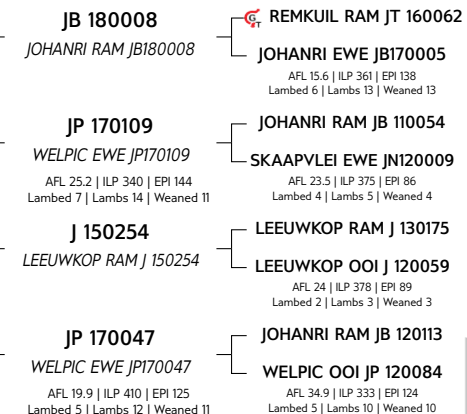 JB 180008
JOHANRI RAM JB180008
GT REMKUIL RAM JT 160062
JOHANRI EWE JB170005
AFL 15.6 | ILP 361 | EPI 138
Lambed 6 | Lambs 13 | Weaned 13
JP 170109
WELPIC EWE JP170109
AFL 25.2 | ILP 340 | EPI 144
Lambed 7 | Lambs 14 | Weaned 11
JOHANRI RAM JB 110054
SKAAPVLEI EWE JN120009
AFL 23.5 | ILP 375 | EPI 86
Lambed 4 | Lambs 5 | Weaned 4
J 150254
LEEUWKOP RAM J 150254
LEEUWKOP RAM J 130175
LEEUWKOP OOI J 120059
AFL 24 | ILP 378 | EPI 89
Lambed 2 | Lambs 3 | Weaned 3
JP 170047
WELPIC EWE JP170047
AFL 19.9 | ILP 410 | EPI 125
Lambed 5 | Lambs 12 | Weaned 11
JOHANRI RAM JB 120113
WELPIC OOI JP 120084
AFL 34.9 | ILP 333 | EPI 124
Lambed 5 | Lambs 10 | Weaned 10